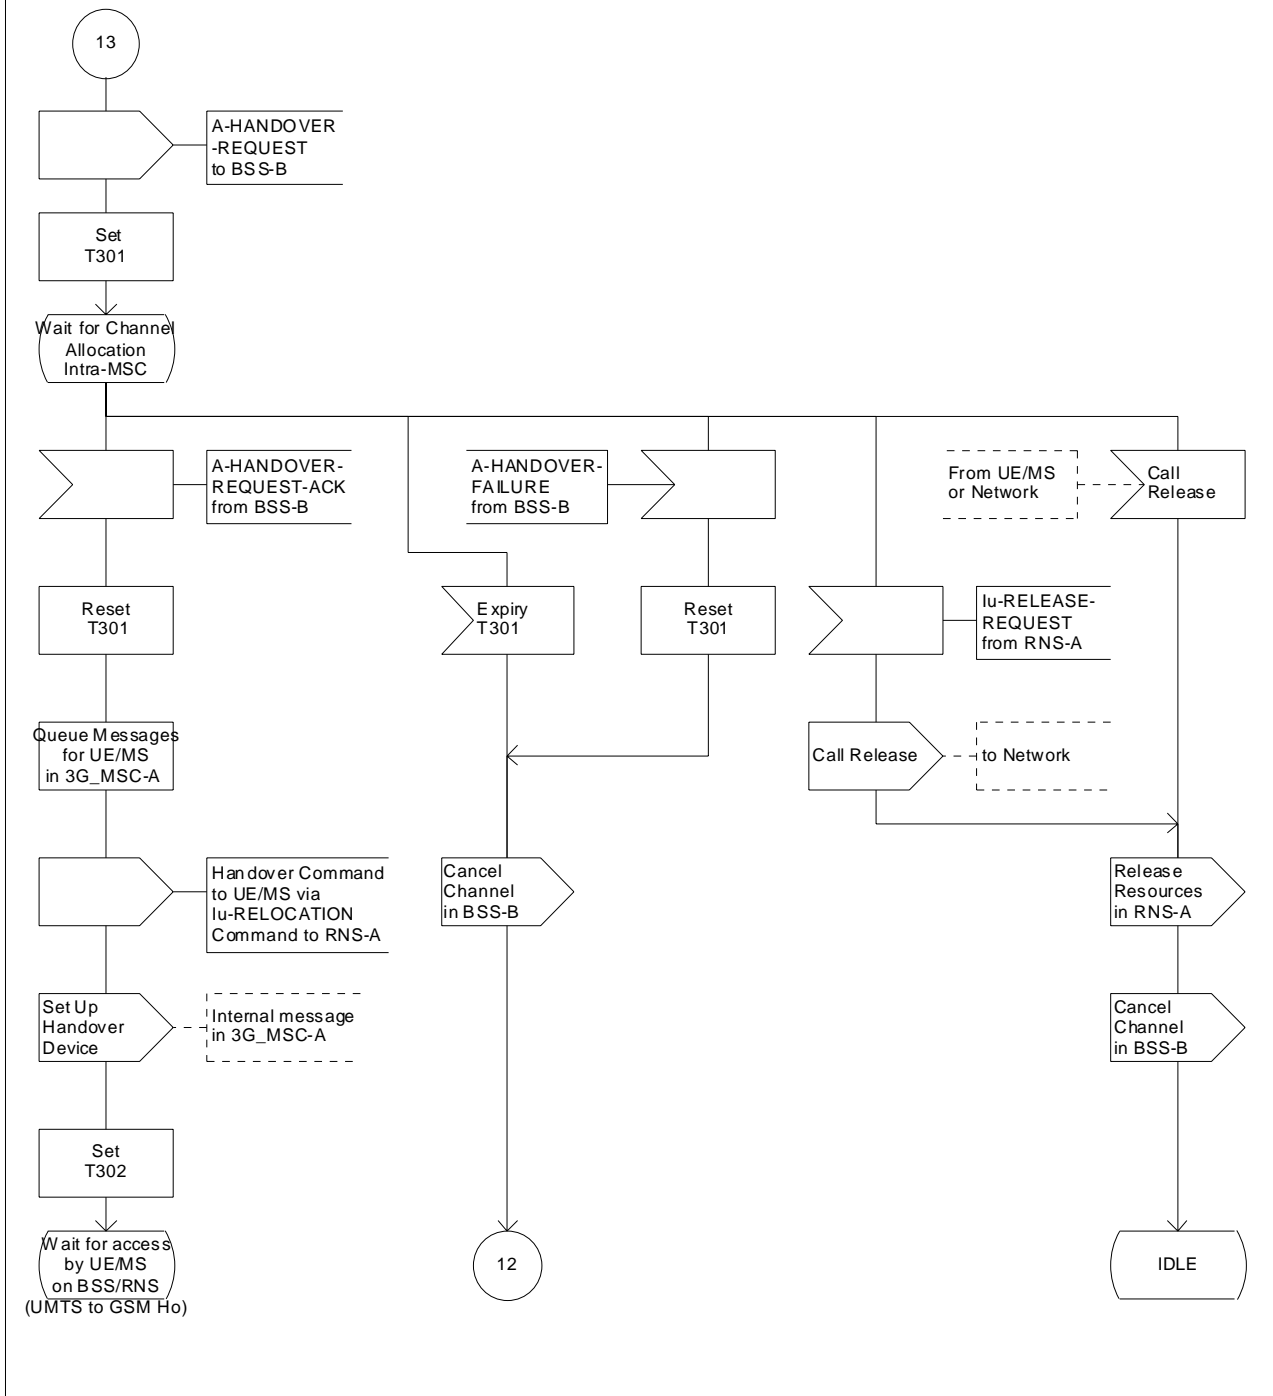 13
A-HANDOVER
-REQUEST
to BSS-B
Set
T301
Wait for Channel
Allocation
Intra-MSC
A-HANDOVER-
REQUEST-ACK
from BSS-B
A-HANDOVER-
FAILURE
from BSS-B
From UE/MS
or Network
Call
Release
Reset
T301
Expiry
T301
Reset
T301
Iu-RELEASE-
REQUEST
from RNS-A
Queue Messages
for UE/MS
in 3G_MSC-A
Call Release
to Network
Handover Command
to UE/MS via
Iu-RELOCATION
Command to RNS-A
Cancel
Channel
in BSS-B
Release
Resources
in RNS-A
Set Up
Handover
Device
Internal message
in 3G_MSC-A
Cancel
Channel
in BSS-B
Set
T302
Wait for access
by UE/MS
on BSS/RNS
(UMTS to GSM Ho)
12
IDLE